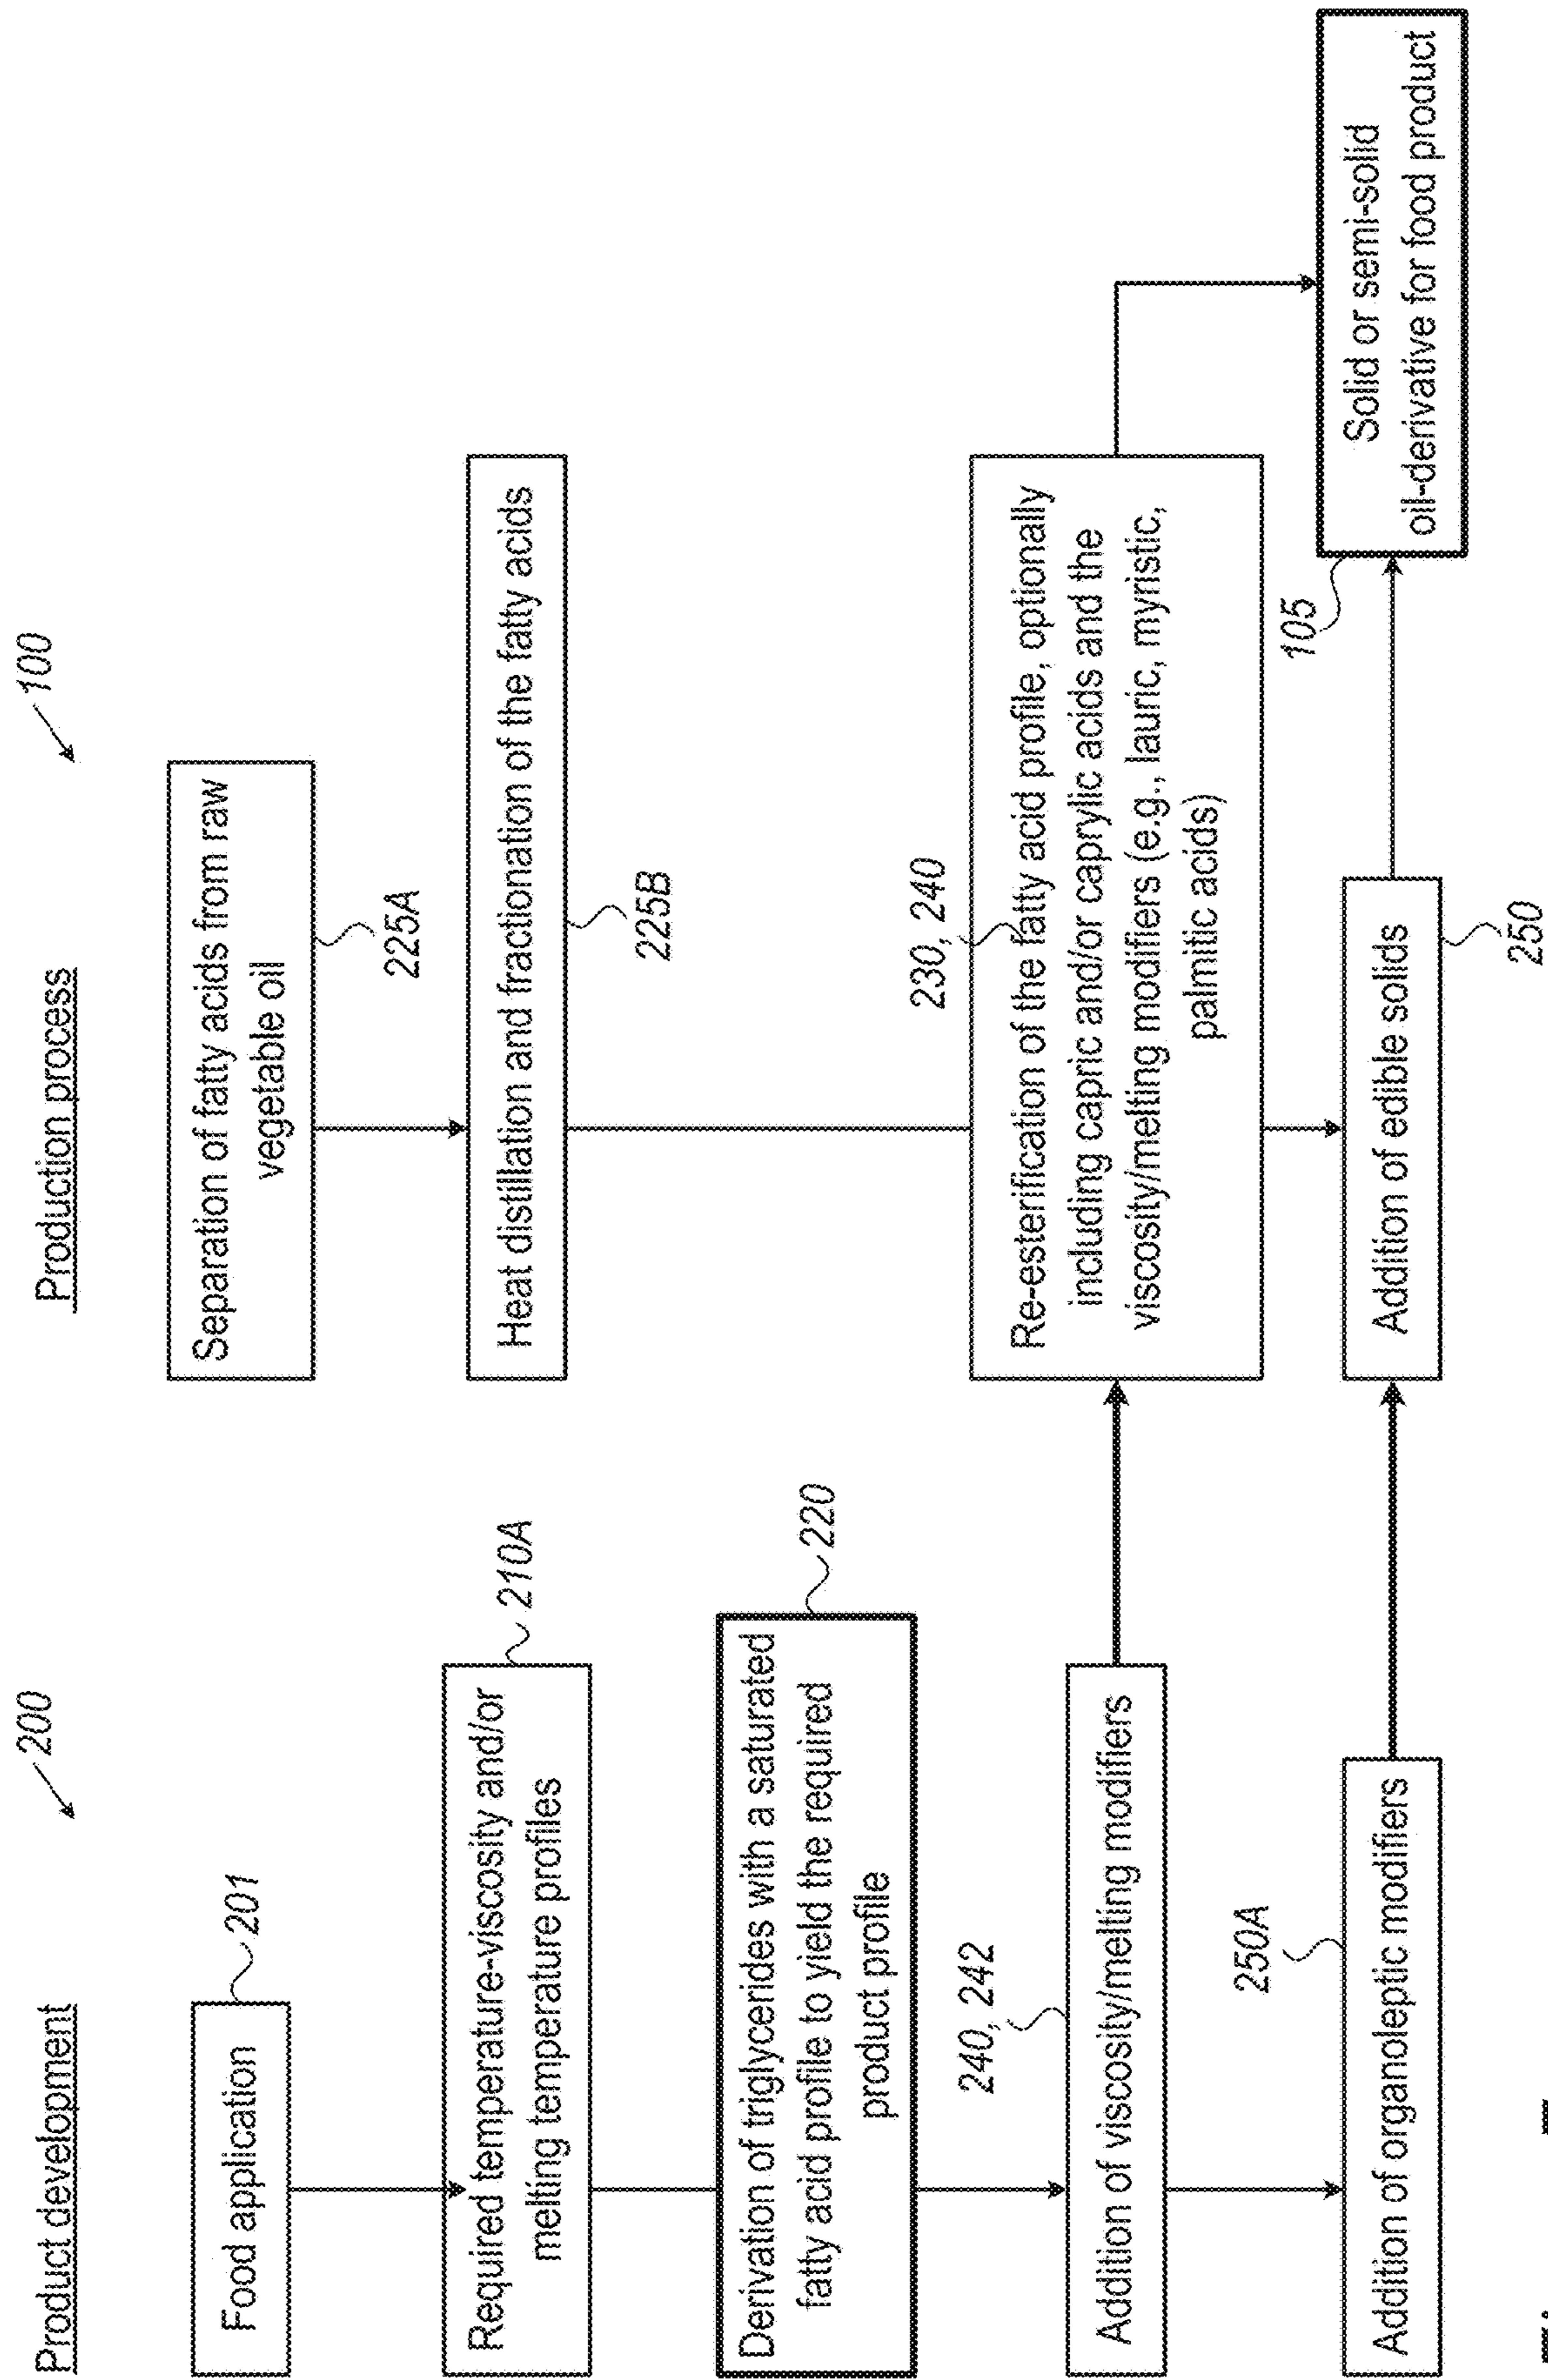 Product development
200
Production process
100
Food application
201
Separation of fatty acids from raw
vegetable oil
225A
Required temperature-viscosity and/or
melting temperature profiles
210A
Heat distillation and fractionation of the fatty acids
225B
Derivation of triglycerides with a saturated
fatty acid profile to yield the required
product profile
220
230, 240
Re-esterification of the fatty acid profile, optionally
including capric and/or caprylic acids and the
viscosity/melting modifiers (e.g., lauric, myristic,
palmitic acids)
240, 242
Addition of viscosity/melting modifiers
250A
Addition of organoleptic modifiers
Addition of edible solids
250
105
Solid or semi-solid
oil-derivative for food product